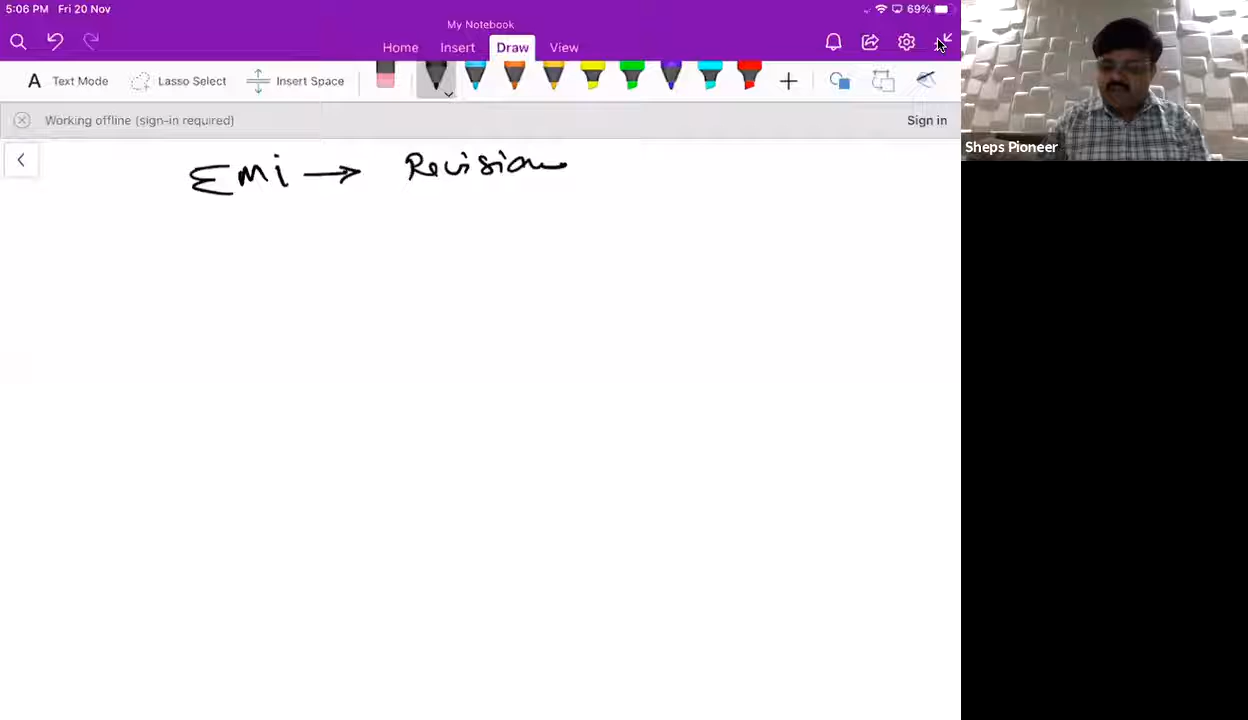 5:06 PM Fri 20 Nov
69%
My Notebook
Home Insert Draw View
A Text Mode Lasso Select Insert Space
Working offline (sign-in required) Sign in
Sheps Pioneer
EMi → Revision